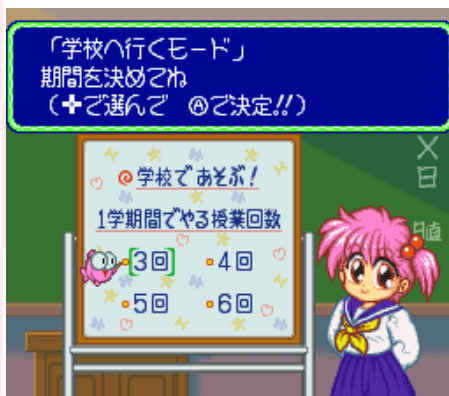 「学校へ行くモード」
期間を決めてね
(✚で選んで Ⓐで決定!!)
学校であそぶ!
1学期間でやる授業回数
3回 4回
5回 6回
日
直